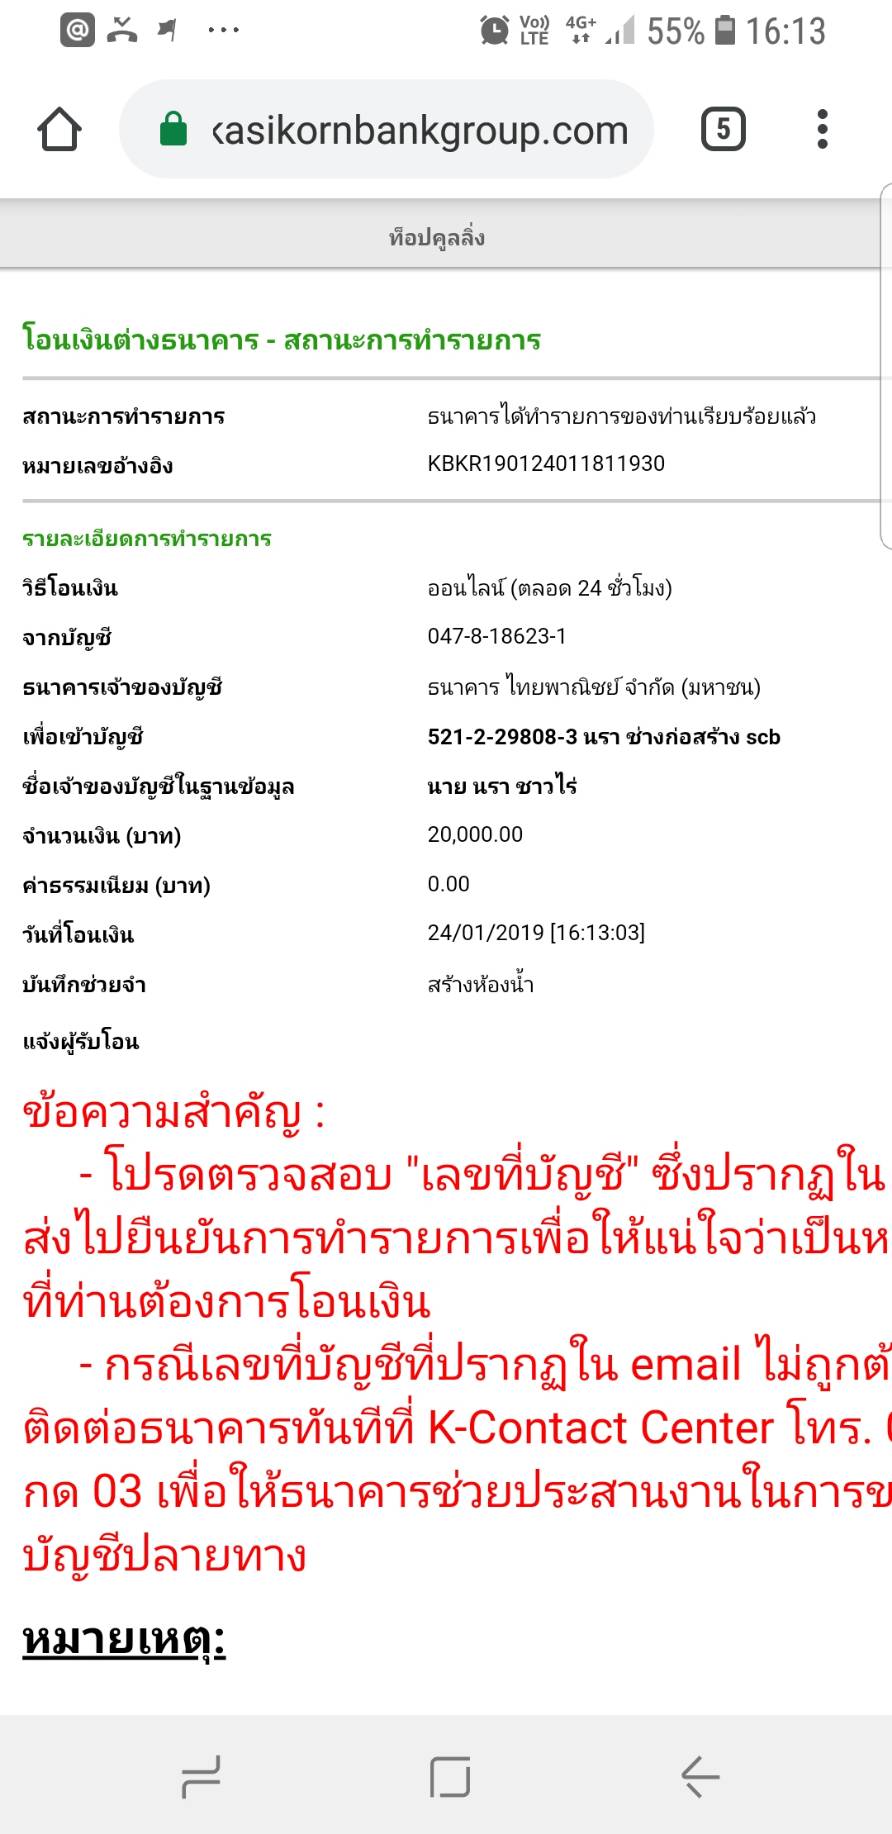 @ ... Vo)) LTE 4G+ 55% 16:13
kasikornbankgroup.com 5
ท็อปคูลลิ่ง
โอนเงินต่างธนาคาร - สถานะการทำรายการ
สถานะการทำรายการ ธนาคารได้ทำรายการของท่านเรียบร้อยแล้ว
หมายเลขอ้างอิง KBKR190124011811930
รายละเอียดการทำรายการ
วิธีโอนเงิน ออนไลน์ (ตลอด 24 ชั่วโมง)
จากบัญชี 047-8-18623-1
ธนาคารเจ้าของบัญชี ธนาคาร ไทยพาณิชย์ จำกัด (มหาชน)
เพื่อเข้าบัญชี 521-2-29808-3 นรา ช่างก่อสร้าง scb
ชื่อเจ้าของบัญชีในฐานข้อมูล นาย นรา ชาวไร่
จำนวนเงิน (บาท) 20,000.00
ค่าธรรมเนียม (บาท) 0.00
วันที่โอนเงิน 24/01/2019 [16:13:03]
บันทึกช่วยจำ สร้างห้องน้ำ
แจ้งผู้รับโอน
ข้อความสำคัญ :
- โปรดตรวจสอบ "เลขที่บัญชี" ซึ่งปรากฏใน
ส่งไปยืนยันการทำรายการเพื่อให้แน่ใจว่าเป็นห
ที่ท่านต้องการโอนเงิน
- กรณีเลขที่บัญชีที่ปรากฏใน email ไม่ถูกต้
ติดต่อธนาคารทันทีที่ K-Contact Center โทร. 0
กด 03 เพื่อให้ธนาคารช่วยประสานงานในการข
บัญชีปลายทาง
หมายเหตุ: